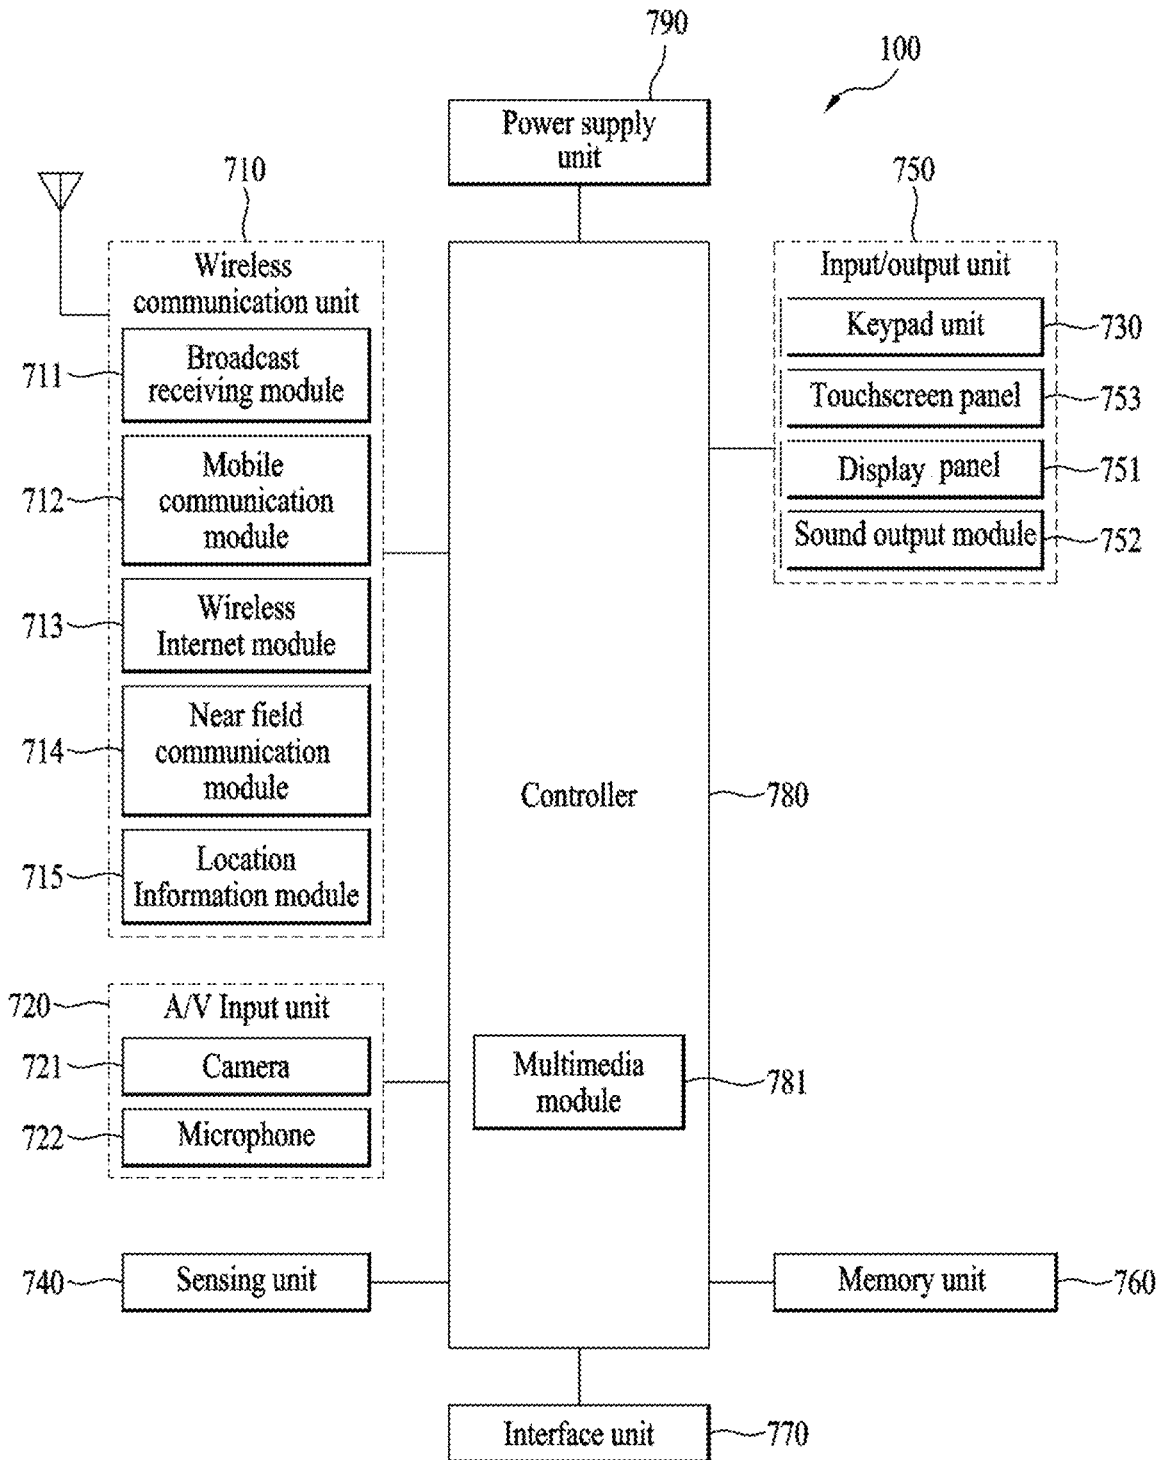 790
100
Power supply
unit
710
Wireless
communication unit
711
Broadcast
receiving module
712
Mobile
communication
module
713
Wireless
Internet module
714
Near field
communication
module
715
Location
Information module
750
Input/output unit
Keypad unit
730
Touchscreen panel
753
Display panel
751
Sound output module
752
Controller
780
720
A/V Input unit
721
Camera
722
Microphone
Multimedia
module
781
740
Sensing unit
Memory unit
760
Interface unit
770